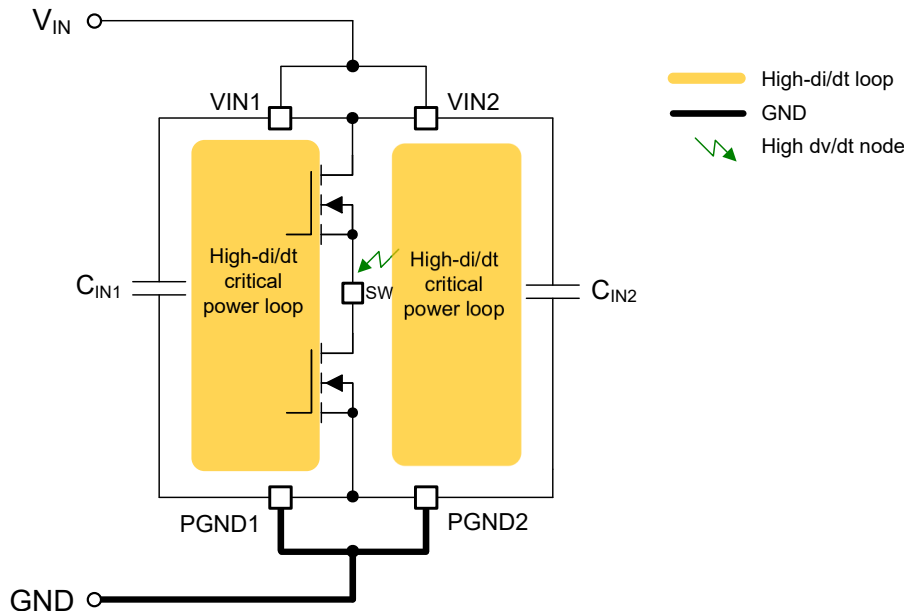 V_IN
VIN1
VIN2
High-di/dt loop
GND
High dv/dt node
High-di/dt
critical
power loop
High-di/dt
critical
power loop
C_IN1
SW
C_IN2
PGND1
PGND2
GND